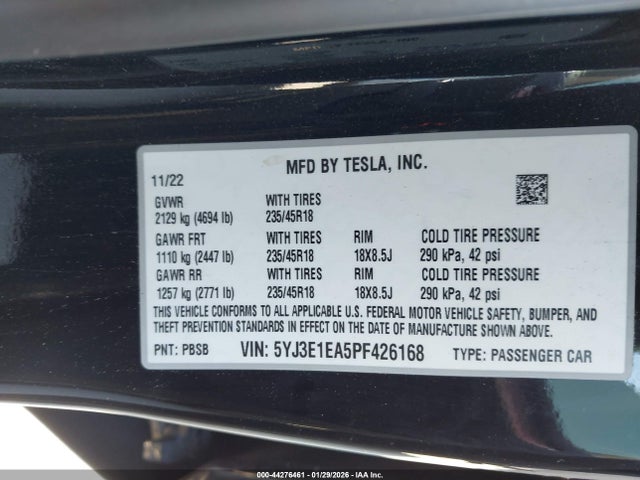 MFD BY TESLA, INC.
11/22
GVWR WITH TIRES
2129 kg (4694 lb) 235/45R18
GAWR FRT WITH TIRES RIM COLD TIRE PRESSURE
1110 kg (2447 lb) 235/45R18 18X8.5J 290 kPa, 42 psi
GAWR RR WITH TIRES RIM COLD TIRE PRESSURE
1257 kg (2771 lb) 235/45R18 18X8.5J 290 kPa, 42 psi
THIS VEHICLE CONFORMS TO ALL APPLICABLE U.S. FEDERAL MOTOR VEHICLE SAFETY, BUMPER, AND
THEFT PREVENTION STANDARDS IN EFFECT ON THE DATE OF MANUFACTURE SHOWN ABOVE.
PNT: PBSB VIN: 5YJ3E1EA5PF426168 TYPE: PASSENGER CAR
000-44276461 - 01/29/2026 - IAA Inc.